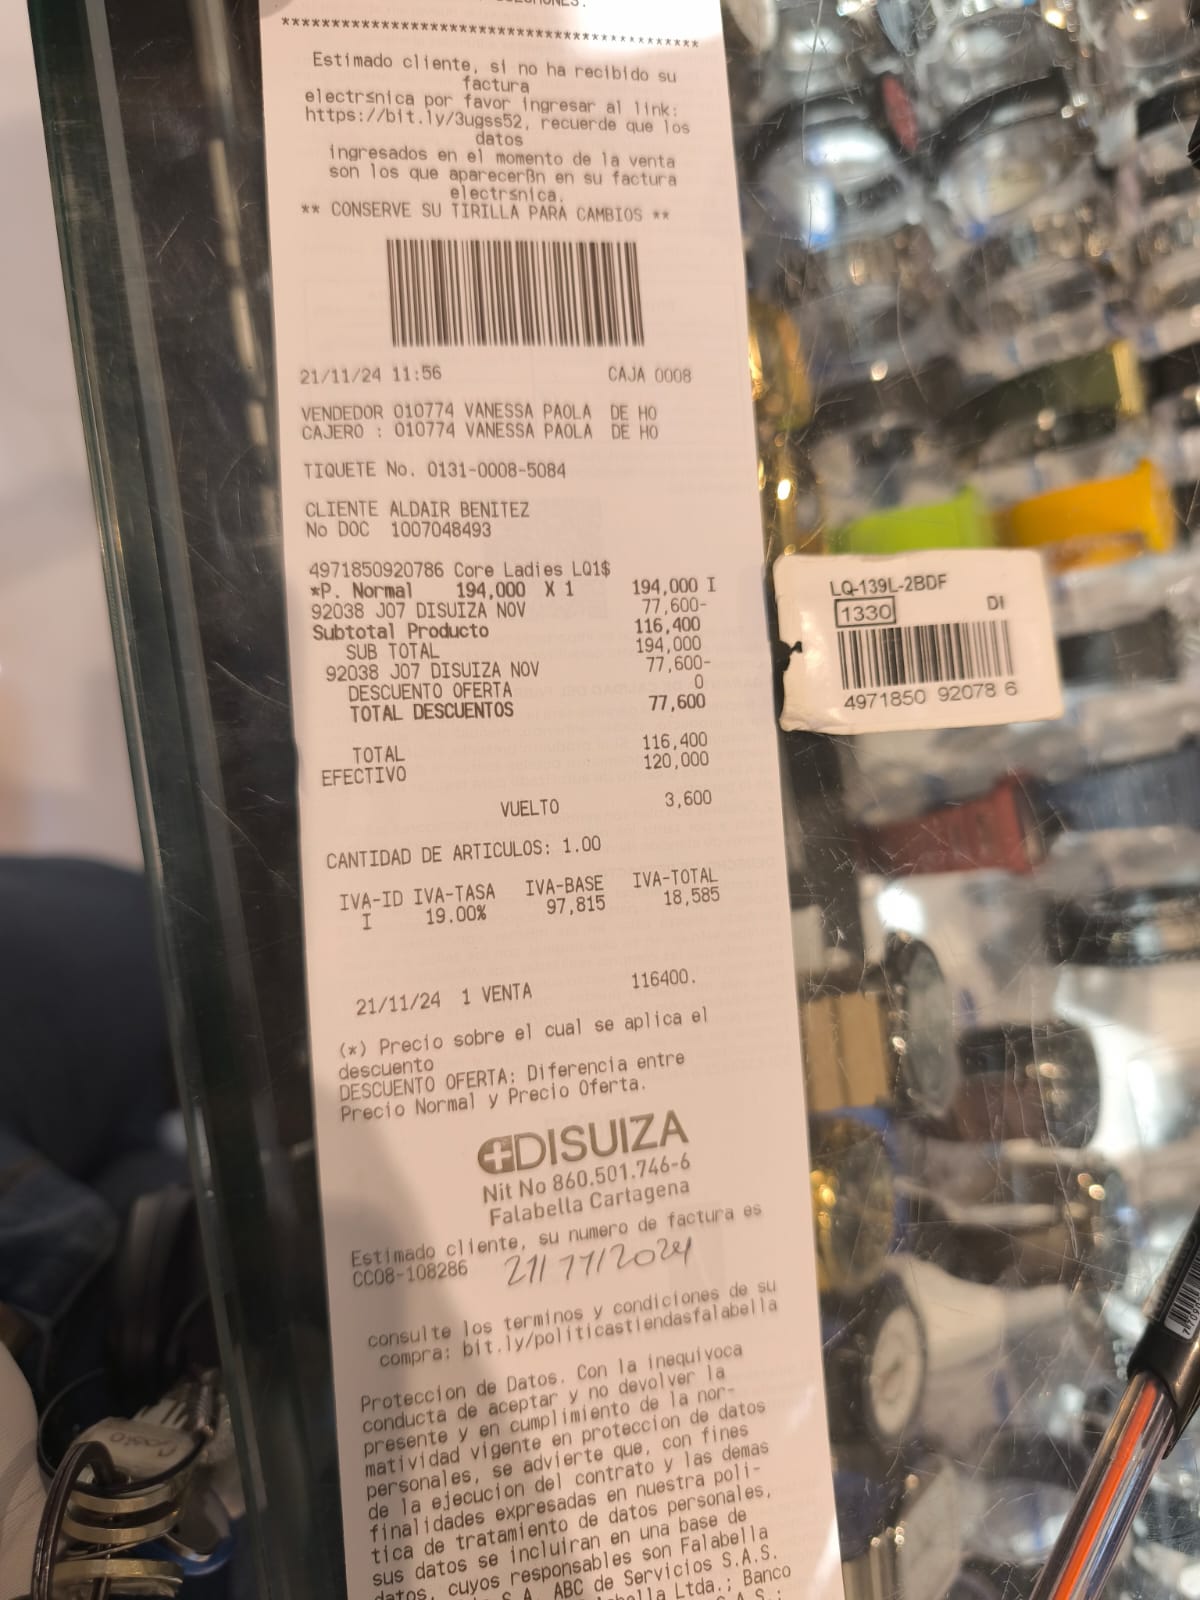 ******************************************
Estimado cliente, si no ha recibido su
factura
electrsnica por favor ingresar al link:
https://bit.ly/3ugss52, recuerde que los
datos
ingresados en el momento de la venta
son los que aparecerßn en su factura
electrsnica.
** CONSERVE SU TIRILLA PARA CAMBIOS **
21/11/24 11:56 CAJA 0008
VENDEDOR 010774 VANESSA PAOLA DE HO
CAJERO : 010774 VANESSA PAOLA DE HO
TIQUETE No. 0131-0008-5084
CLIENTE ALDAIR BENITEZ
No DOC 1007048493
4971850920786 Core Ladies LQ1$
*P. Normal 194,000 X 1 194,000 I
92038 J07 DISUIZA NOV 77,600-
Subtotal Producto 116,400
SUB TOTAL 194,000
92038 J07 DISUIZA NOV 77,600-
DESCUENTO OFERTA 0
TOTAL DESCUENTOS 77,600
TOTAL 116,400
EFECTIVO 120,000
VUELTO 3,600
CANTIDAD DE ARTICULOS: 1.00
IVA-ID IVA-TASA IVA-BASE IVA-TOTAL
I 19.00% 97,815 18,585
21/11/24 1 VENTA 116400.
(*) Precio sobre el cual se aplica el
descuento
DESCUENTO OFERTA: Diferencia entre
Precio Normal y Precio Oferta.
DISUIZA
Nit No 860.501.746-6
Falabella Cartagena
Estimado cliente, su numero de factura es
CC08-108286 21/11/2024
consulte los terminos y condiciones de su
compra: bit.ly/politicastiendasfalabella
Proteccion de Datos. Con la inequivoca
conducta de aceptar y no devolver la
presente y en cumplimiento de la nor-
matividad vigente en proteccion de datos
personales, se advierte que, con fines
de la ejecucion del contrato y las demas
finalidades expresadas en nuestra poli-
tica de tratamiento de datos personales,
sus datos se incluiran en una base de
datos, cuyos responsables son Falabella
S.A. ABC de Servicios S.A.S.
Ltda.; Banco
LQ-139L-2BDF
1330 DI
4971850 92078 6